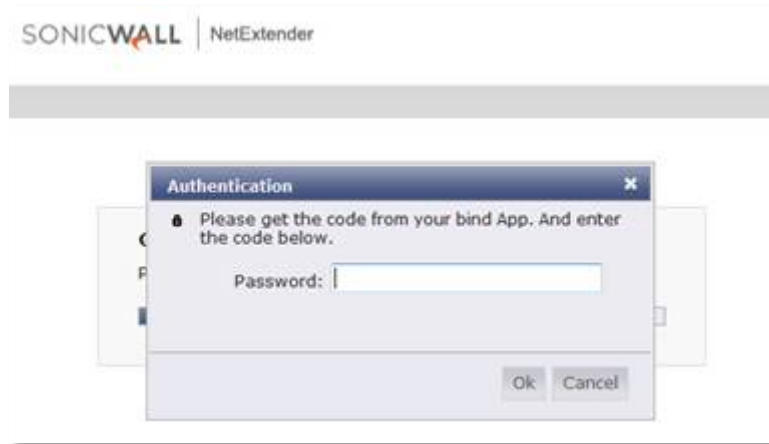 SONICWALL | NetExtender
Authentication
Please get the code from your bind App. And enter
the code below.
Password:
Ok Cancel